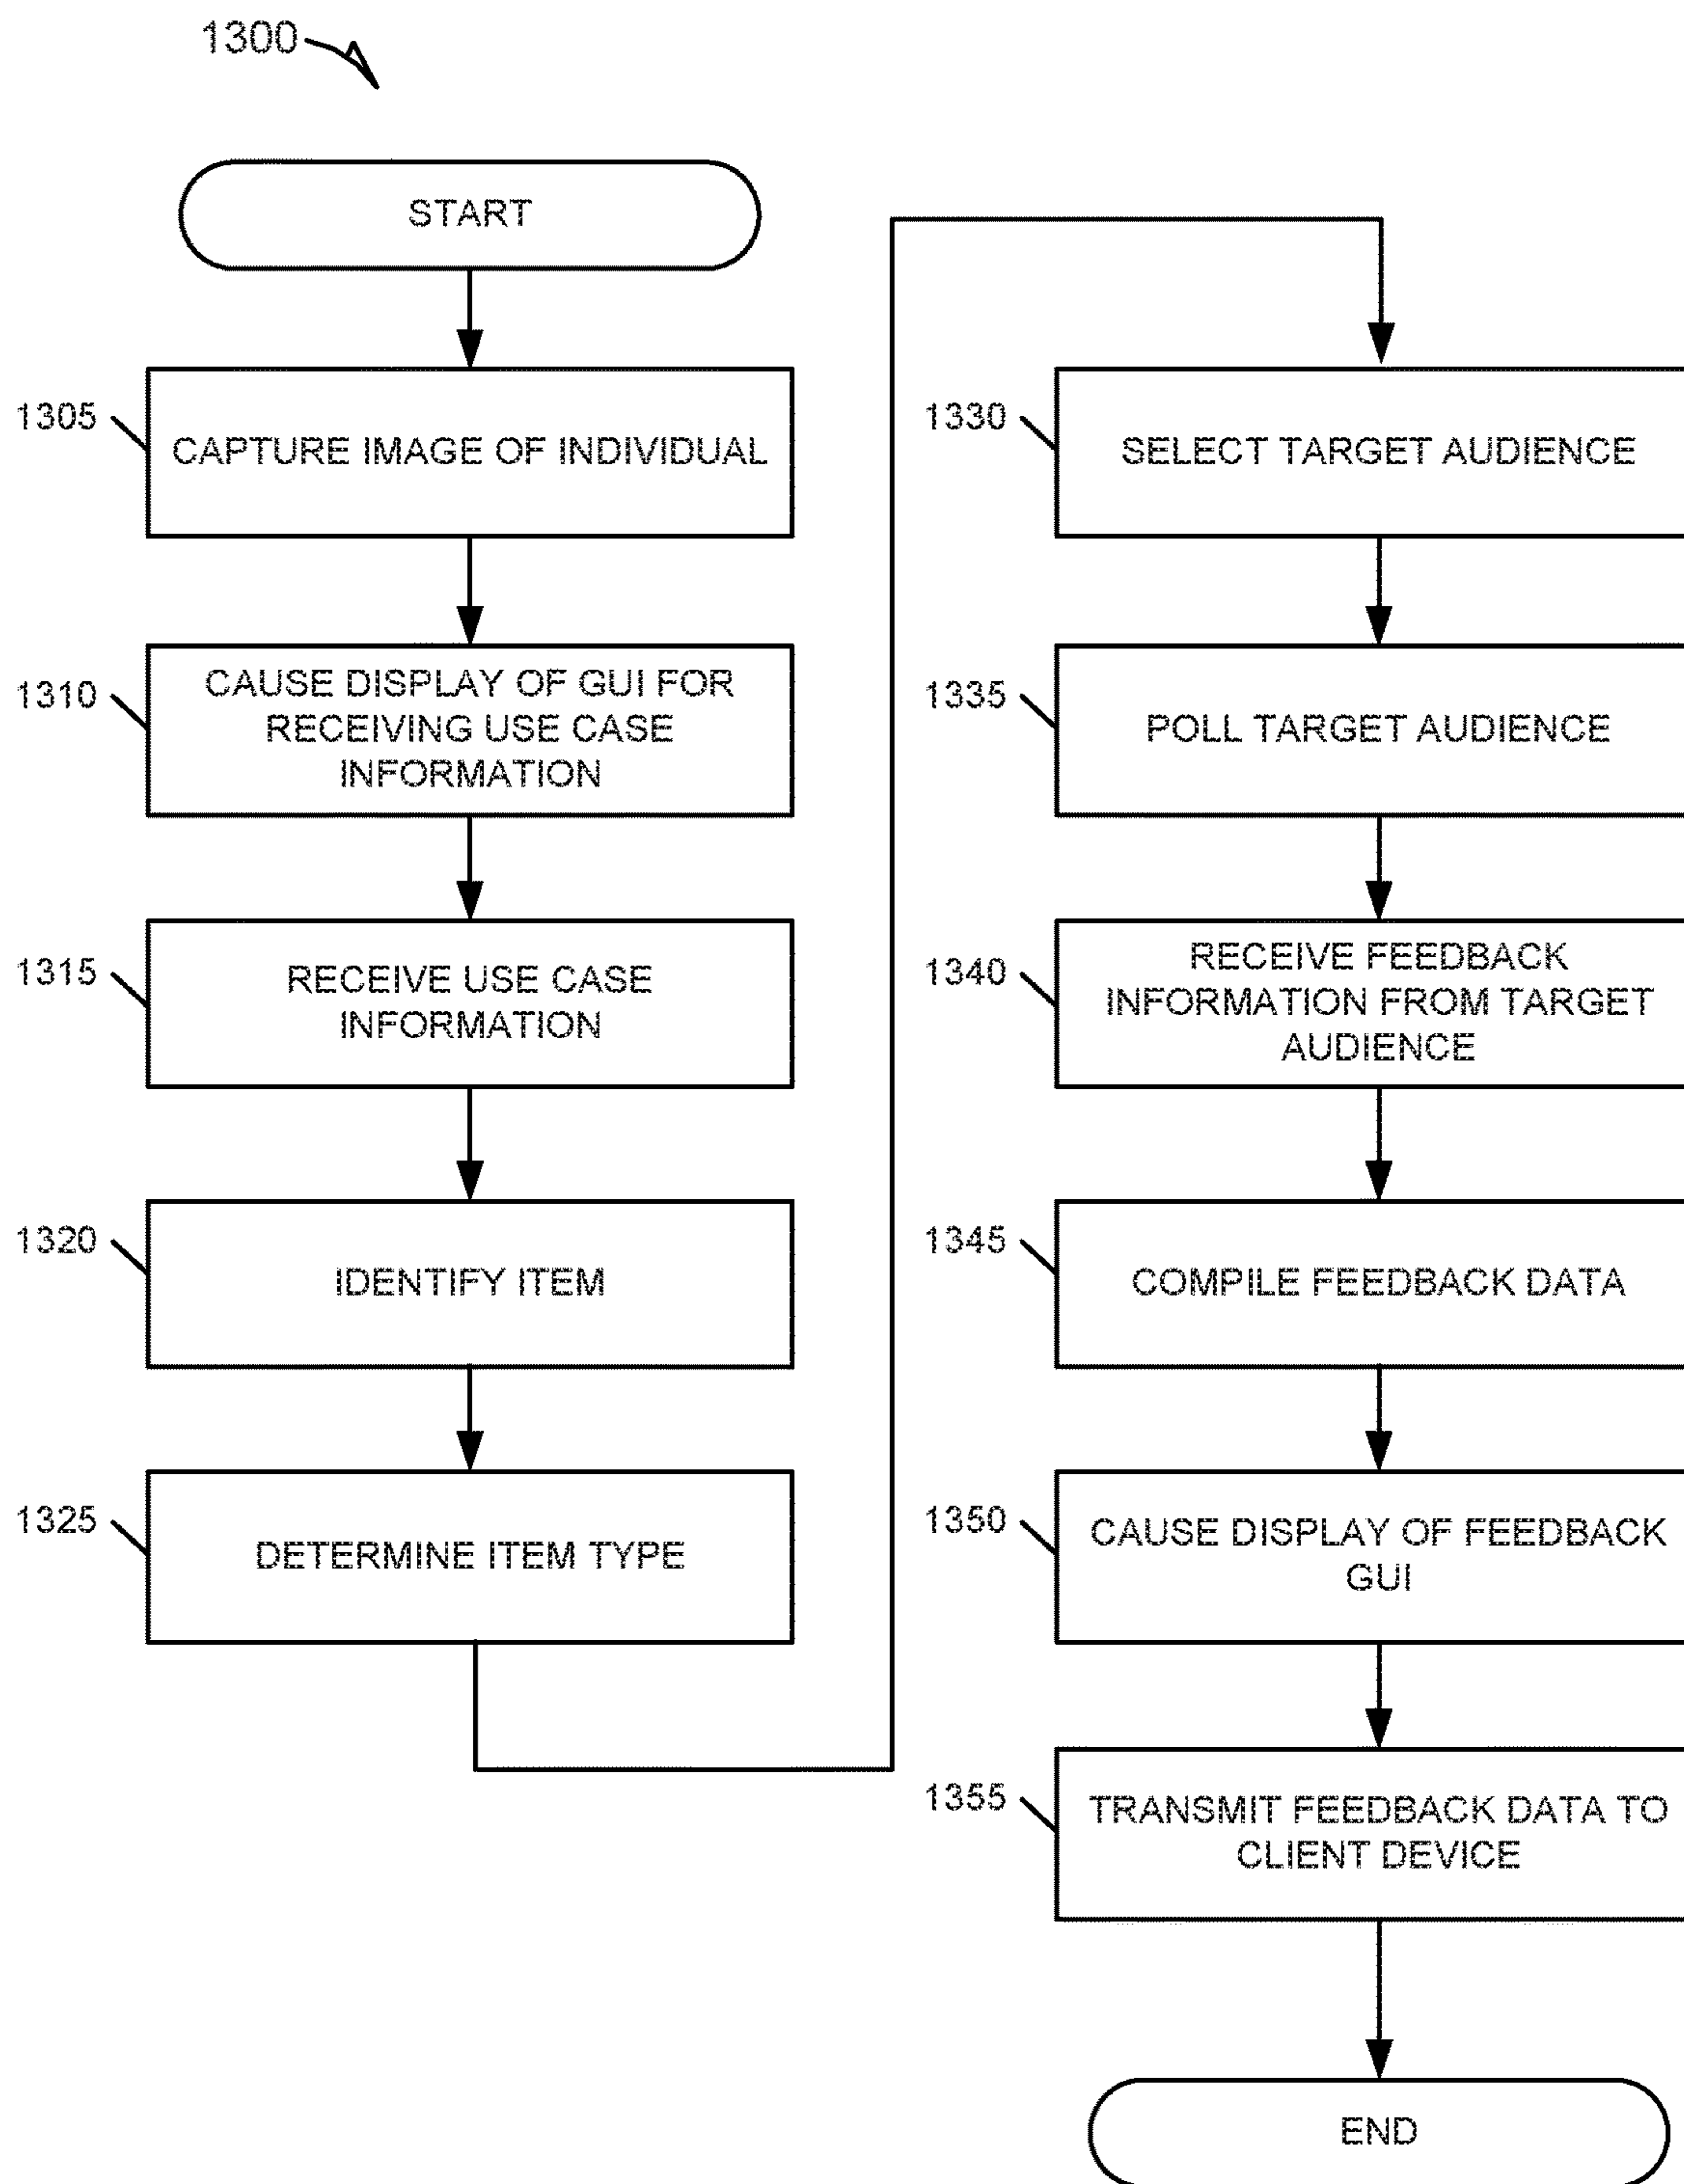 1300
START
1305
CAPTURE IMAGE OF INDIVIDUAL
1310
CAUSE DISPLAY OF GUI FOR
RECEIVING USE CASE
INFORMATION
1315
RECEIVE USE CASE
INFORMATION
1320
IDENTIFY ITEM
1325
DETERMINE ITEM TYPE
1330
SELECT TARGET AUDIENCE
1335
POLL TARGET AUDIENCE
1340
RECEIVE FEEDBACK
INFORMATION FROM TARGET
AUDIENCE
1345
COMPILE FEEDBACK DATA
1350
CAUSE DISPLAY OF FEEDBACK
GUI
1355
TRANSMIT FEEDBACK DATA TO
CLIENT DEVICE
END